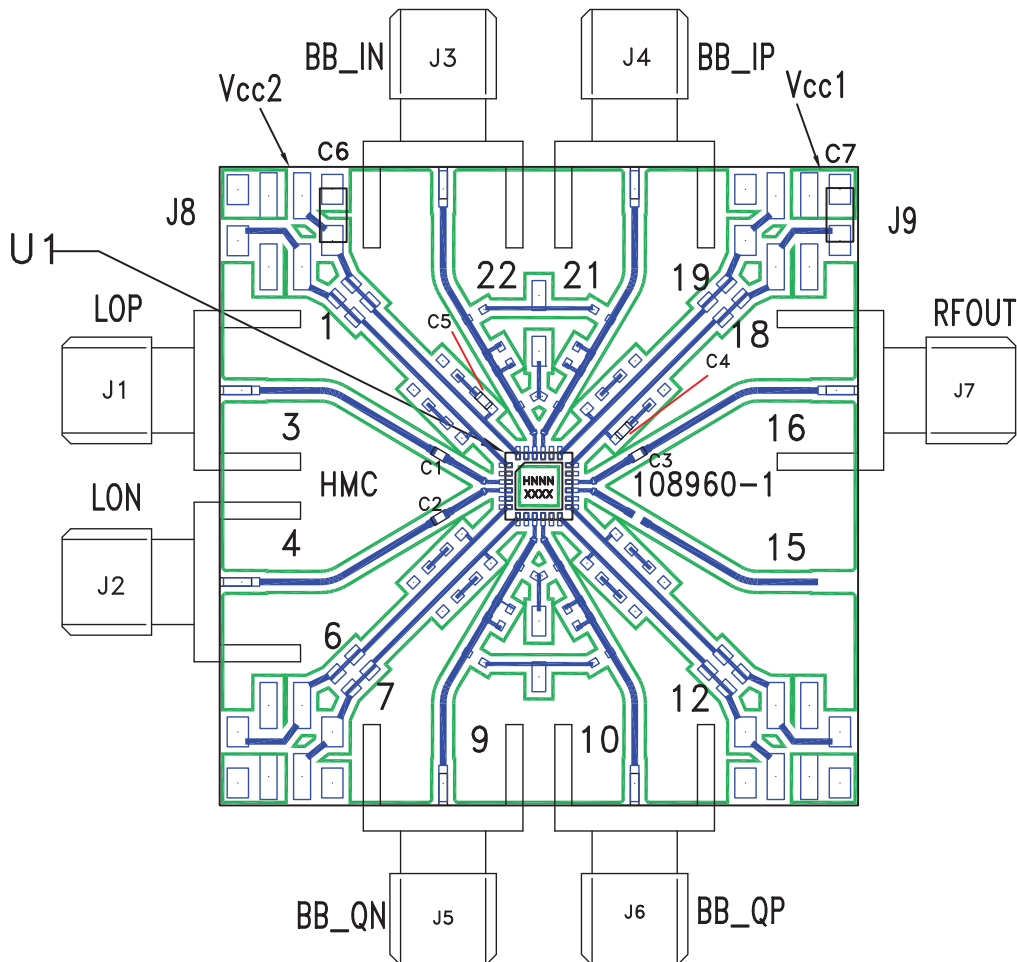 BB_IN
J3
J4
BB_IP
Vcc2
Vcc1
C6
C7
J8
J9
U1
22
21
19
LOP
1
C5
18
RFOUT
J1
C4
J7
3
16
C1
C3
LON
HMC
HNNN
XXXX
108960-1
C2
4
15
J2
6
7
12
9
10
BB_QN
J5
J6
BB_QP